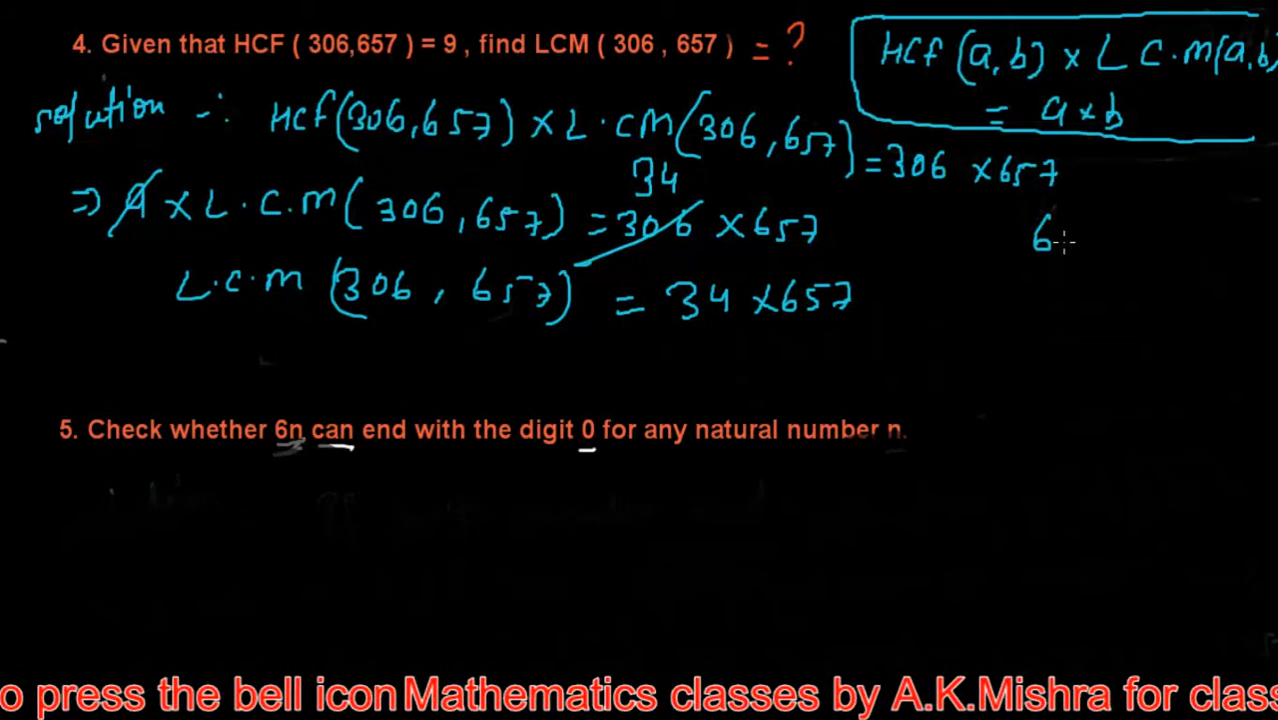 4. Given that HCF ( 306,657 ) = 9 , find LCM ( 306 , 657 ) = ?
HCf (a, b) × L C.M(a, b
= a × b
solution -: Hcf(306,657) × L.CM(306,657) = 306 × 657
34
⇒ 9 × L.C.M(306,657) = 306 × 657
6
L.C.M (306, 657) = 34 × 657
5. Check whether 6n can end with the digit 0 for any natural number n.
o press the bell icon Mathematics classes by A.K.Mishra for class